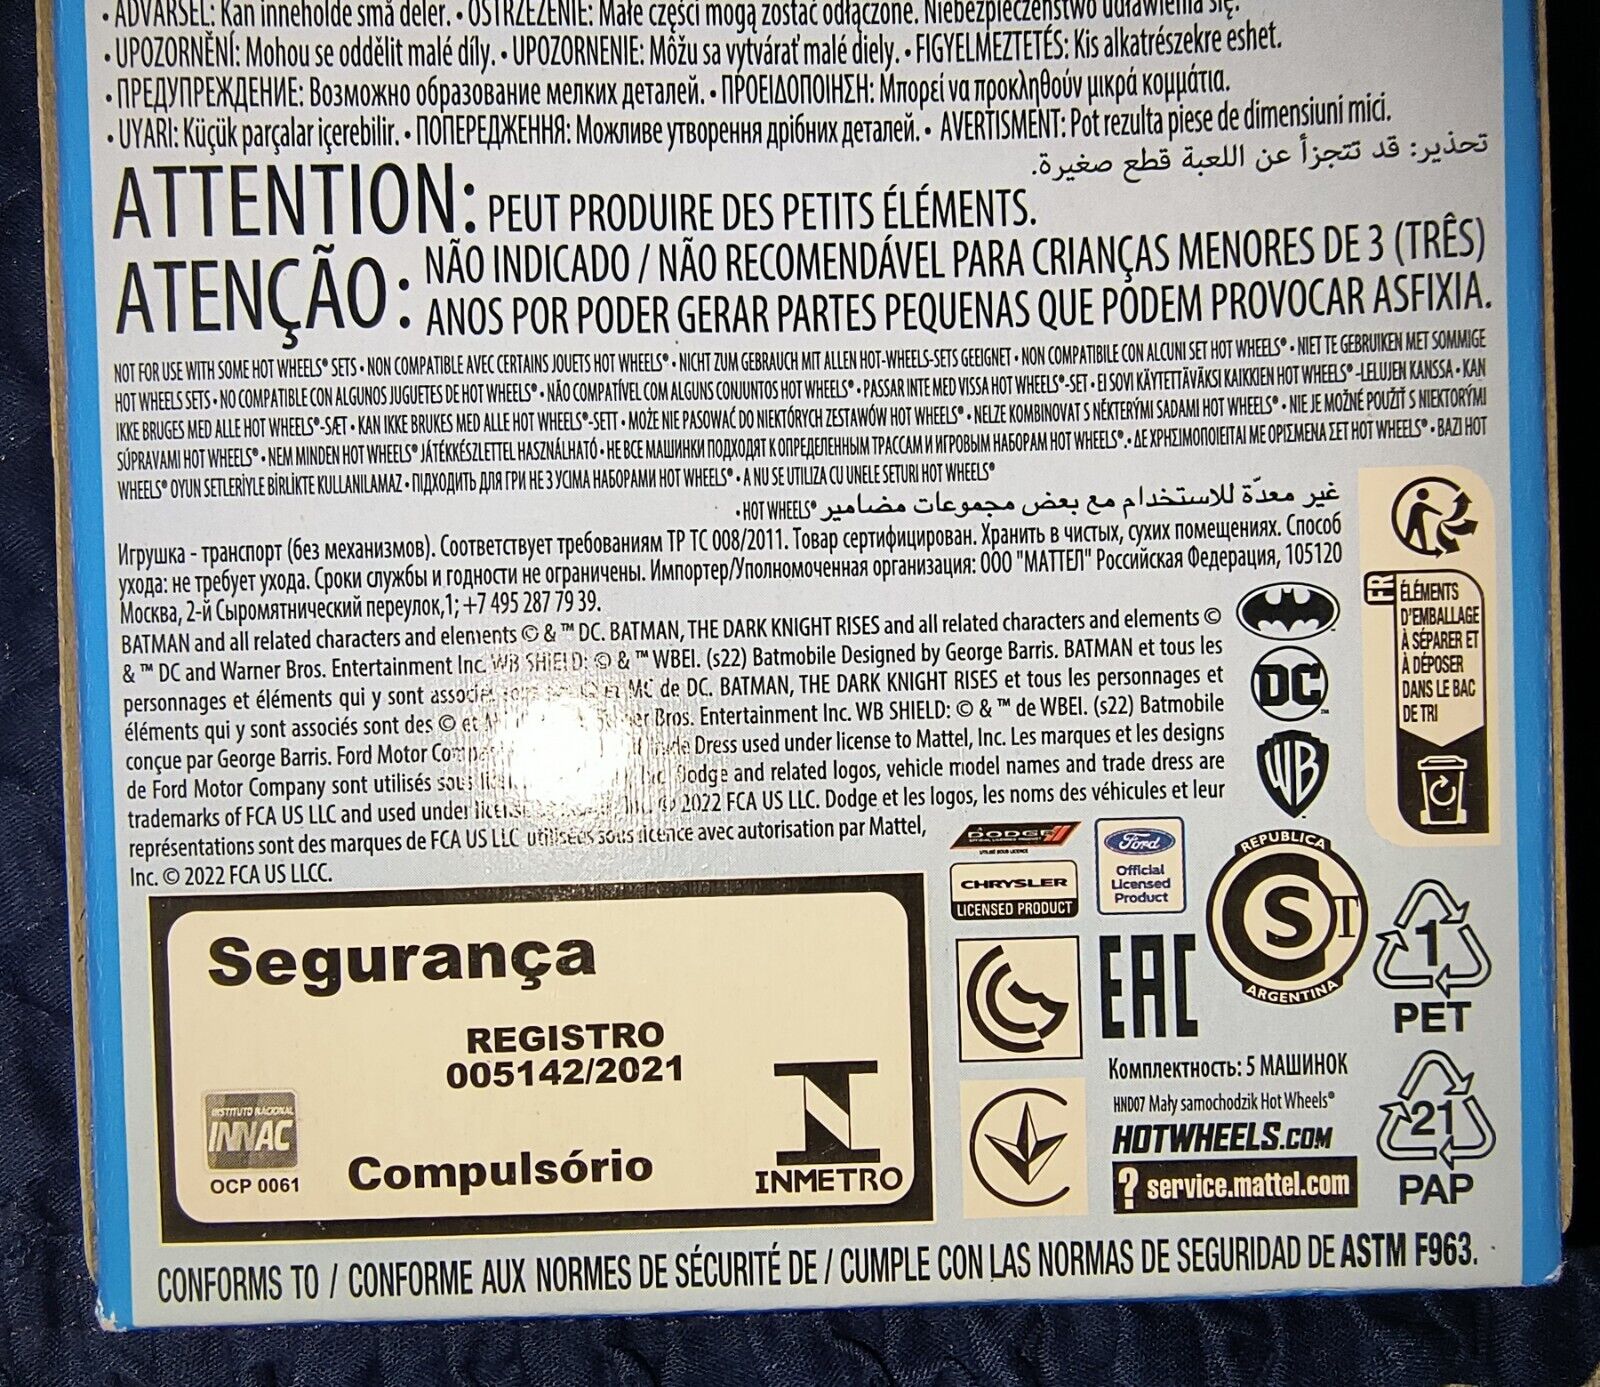 • ADVARSEL: Kan inneholde små deler. • OSTRZEŻENIE: Małe części mogą zostać odłączone. Niebezpieczeństwo udławienia się.
• UPOZORNĚNÍ: Mohou se oddělit malé díly. • UPOZORNENIE: Môžu sa vytvárať malé diely. • FIGYELMEZTETÉS: Kis alkatrészekre eshet.
• ПРЕДУПРЕЖДЕНИЕ: Возможно образование мелких деталей. • ΠΡΟΕΙΔΟΠΟΙΗΣΗ: Μπορεί να προκληθούν μικρά κομμάτια.
• UYARI: Küçük parçalar içerebilir. • ПОПЕРЕДЖЕННЯ: Можливе утворення дрібних деталей. • AVERTISMENT: Pot rezulta piese de dimensiuni mici.
تحذير: قد تتجزأ عن اللعبة قطع صغيرة.
ATTENTION: PEUT PRODUIRE DES PETITS ÉLÉMENTS.
ATENÇÃO: NÃO INDICADO / NÃO RECOMENDÁVEL PARA CRIANÇAS MENORES DE 3 (TRÊS)
ANOS POR PODER GERAR PARTES PEQUENAS QUE PODEM PROVOCAR ASFIXIA.
NOT FOR USE WITH SOME HOT WHEELS® SETS • NON COMPATIBLE AVEC CERTAINS JOUETS HOT WHEELS® • NICHT ZUM GEBRAUCH MIT ALLEN HOT-WHEELS-SETS GEEIGNET • NON COMPATIBILE CON ALCUNI SET HOT WHEELS® • NIET TE GEBRUIKEN MET SOMMIGE
HOT WHEELS SETS • NO COMPATIBLE CON ALGUNOS JUGUETES DE HOT WHEELS® • NÃO COMPATÍVEL COM ALGUNS CONJUNTOS HOT WHEELS® • PASSAR INTE MED VISSA HOT WHEELS®-SET • EI SOVI KÄYTETTÄVÄKSI KAIKKIEN HOT WHEELS® -LELUJEN KANSSA • KAN
IKKE BRUGES MED ALLE HOT WHEELS®-SÆT • KAN IKKE BRUKES MED ALLE HOT WHEELS®-SETT • MOŻE NIE PASOWAĆ DO NIEKTÓRYCH ZESTAWÓW HOT WHEELS® • NELZE KOMBINOVAT S NĚKTERÝMI SADAMI HOT WHEELS® • NIE JE MOŽNÉ POUŽIŤ S NIEKTORÝMI
SÚPRAVAMI HOT WHEELS® • NEM MINDEN HOT WHEELS® JÁTÉKKÉSZLETTEL HASZNÁLHATÓ • НЕ ВСЕ МАШИНКИ ПОДХОДЯТ К ОПРЕДЕЛЕННЫМ ТРАССАМ И ИГРОВЫМ НАБОРАМ HOT WHEELS®. • ΔΕ ΧΡΗΣΙΜΟΠΟΙΕΙΤΑΙ ΜΕ ΟΡΙΣΜΕΝΑ ΣΕΤ HOT WHEELS® • BAZI HOT
WHEELS® OYUN SETLERİYLE BİRLİKTE KULLANILAMAZ • ПІДХОДИТЬ ДЛЯ ГРИ НЕ З УСІМА НАБОРАМИ HOT WHEELS® • A NU SE UTILIZA CU UNELE SETURI HOT WHEELS®
غير معدّة للاستخدام مع بعض مجموعات مضامير HOT WHEELS® •
Игрушка - транспорт (без механизмов). Соответствует требованиям ТР ТС 008/2011. Товар сертифицирован. Хранить в чистых, сухих помещениях. Способ
ухода: не требует ухода. Сроки службы и годности не ограничены. Импортер/Уполномоченная организация: ООО "МАТТЕЛ" Российская Федерация, 105120
Москва, 2-й Сыромятнический переулок,1; +7 495 287 79 39.
BATMAN and all related characters and elements © & ™ DC. BATMAN, THE DARK KNIGHT RISES and all related characters and elements ©
& ™ DC and Warner Bros. Entertainment Inc. WB SHIELD: © & ™ WBEI. (s22) Batmobile Designed by George Barris. BATMAN et tous les
personnages et éléments qui y sont associés sont © et MC de DC. BATMAN, THE DARK KNIGHT RISES et tous les personnages et
éléments qui y sont associés sont des © et Bros. Entertainment Inc. WB SHIELD: © & ™ de WBEI. (s22) Batmobile
conçue par George Barris. Ford Motor Trade Dress used under license to Mattel, Inc. Les marques et les designs
de Ford Motor Company sont utilisés sous Inc. Dodge and related logos, vehicle model names and trade dress are
trademarks of FCA US LLC and used under license © 2022 FCA US LLC. Dodge et les logos, les noms des véhicules et leur
représentations sont des marques de FCA US LLC utilisées sous licence avec autorisation par Mattel,
Inc. © 2022 FCA US LLCC.
DC™
WB
FR
ÉLÉMENTS
D'EMBALLAGE
À SÉPARER ET
À DÉPOSER
DANS LE BAC
DE TRI
DODGE
CHRYSLER
LICENSED PRODUCT
Ford
Official
Licensed
Product
REPUBLICA
S T
ARGENTINA
1
PET
EAC
Segurança
REGISTRO
005142/2021
INSTITUTO NACIONAL
INNAC
OCP 0061
Compulsório
INMETRO
Комплектность: 5 МАШИНОК
HND07 Mały samochodzik Hot Wheels®
HOTWHEELS.COM
? service.mattel.com
21
PAP
CONFORMS TO / CONFORME AUX NORMES DE SÉCURITÉ DE / CUMPLE CON LAS NORMAS DE SEGURIDAD DE ASTM F963.